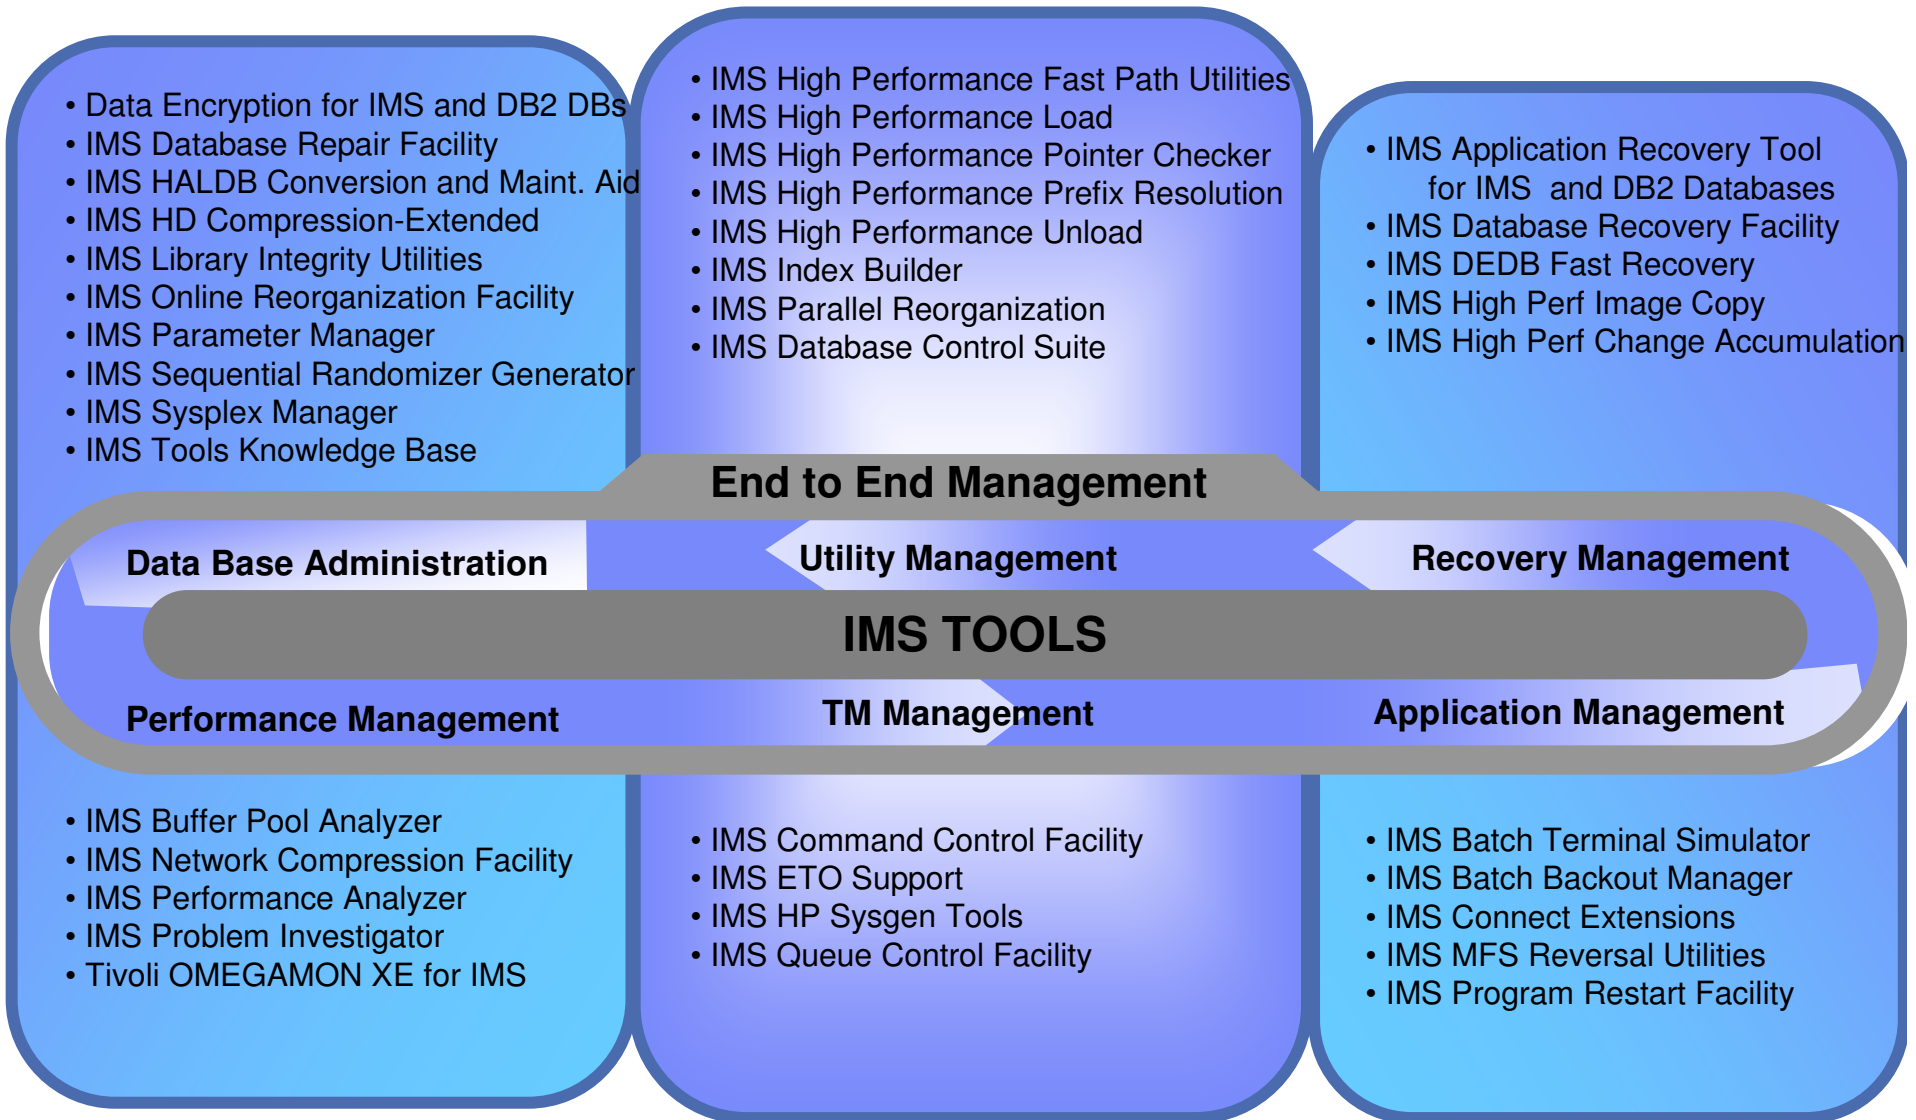 • Data Encryption for IMS and DB2 DBs
• IMS Database Repair Facility
• IMS HALDB Conversion and Maint. Aid
• IMS HD Compression-Extended
• IMS Library Integrity Utilities
• IMS Online Reorganization Facility
• IMS Parameter Manager
• IMS Sequential Randomizer Generator
• IMS Sysplex Manager
• IMS Tools Knowledge Base
• IMS High Performance Fast Path Utilities
• IMS High Performance Load
• IMS High Performance Pointer Checker
• IMS High Performance Prefix Resolution
• IMS High Performance Unload
• IMS Index Builder
• IMS Parallel Reorganization
• IMS Database Control Suite
• IMS Application Recovery Tool
for IMS and DB2 Databases
• IMS Database Recovery Facility
• IMS DEDB Fast Recovery
• IMS High Perf Image Copy
• IMS High Perf Change Accumulation
End to End Management
Data Base Administration
Utility Management
Recovery Management
IMS TOOLS
Performance Management
TM Management
Application Management
• IMS Buffer Pool Analyzer
• IMS Network Compression Facility
• IMS Performance Analyzer
• IMS Problem Investigator
• Tivoli OMEGAMON XE for IMS
• IMS Command Control Facility
• IMS ETO Support
• IMS HP Sysgen Tools
• IMS Queue Control Facility
• IMS Batch Terminal Simulator
• IMS Batch Backout Manager
• IMS Connect Extensions
• IMS MFS Reversal Utilities
• IMS Program Restart Facility